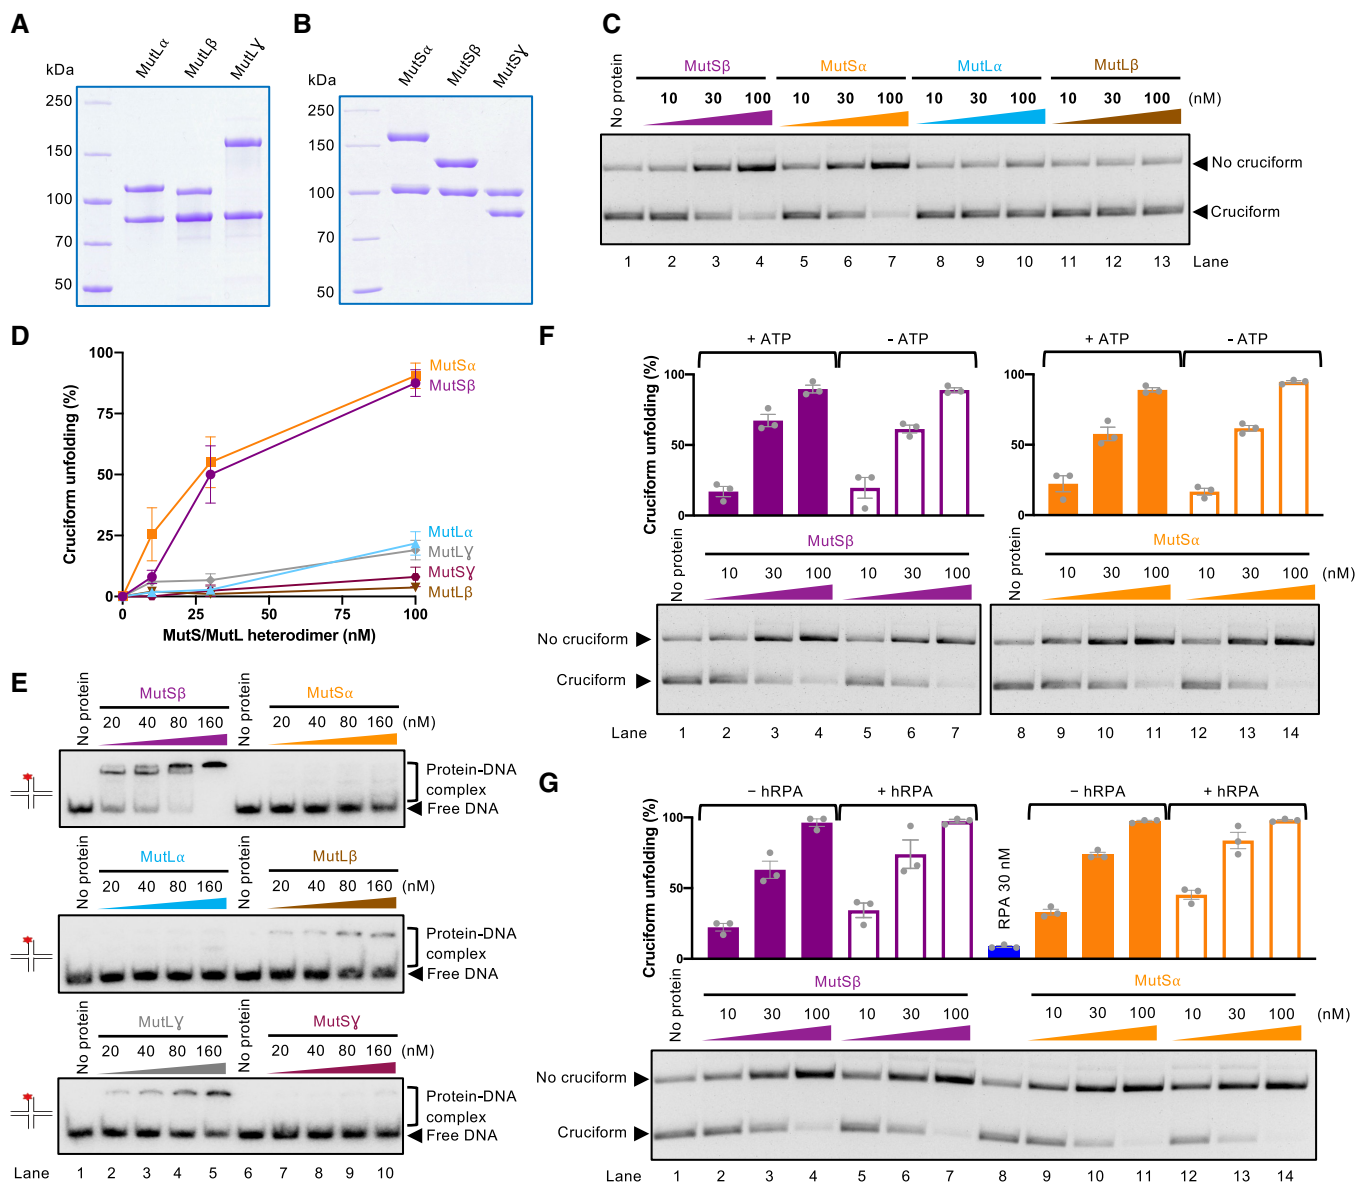 A
MutLα MutLβ MutLɣ
kDa
250
150
100
70
50
B
MutSα MutSβ MutSɣ
kDa
250
150
100
70
50
C
No protein
MutSβ MutSα MutLα MutLβ
10 30 100 10 30 100 10 30 100 10 30 100 (nM)
No cruciform
Cruciform
1 2 3 4 5 6 7 8 9 10 11 12 13 Lane
D
Cruciform unfolding (%)
100
75
50
25
0
0 25 50 75 100
MutS/MutL heterodimer (nM)
MutSα
MutSβ
MutLα
MutLɣ
MutSɣ
MutLβ
E
No protein MutSβ No protein MutSα
20 40 80 160 20 40 80 160 (nM)
Protein-DNA
complex
Free DNA
No protein MutLα No protein MutLβ
20 40 80 160 20 40 80 160 (nM)
Protein-DNA
complex
Free DNA
No protein MutLɣ No protein MutSɣ
20 40 80 160 20 40 80 160 (nM)
Protein-DNA
complex
Free DNA
Lane 1 2 3 4 5 6 7 8 9 10
F
+ ATP - ATP + ATP - ATP
Cruciform unfolding (%)
100
50
0
100
50
0
No protein MutSβ No protein MutSα
10 30 100 10 30 100 10 30 100 10 30 100 (nM)
No cruciform
Cruciform
Lane 1 2 3 4 5 6 7 8 9 10 11 12 13 14
G
– hRPA + hRPA – hRPA + hRPA
Cruciform unfolding (%)
100
50
0
RPA 30 nM
No protein MutSβ MutSα
10 30 100 10 30 100 10 30 100 10 30 100 (nM)
No cruciform
Cruciform
Lane 1 2 3 4 5 6 7 8 9 10 11 12 13 14